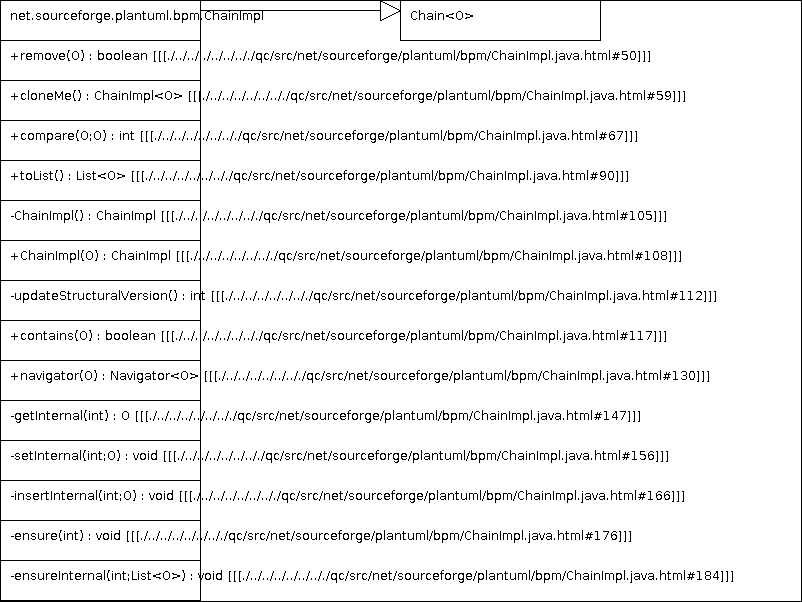 net.sourceforge.plantuml.bpm.ChainImpl
Chain<O>
+remove(O) : boolean [[[./../../../../../../../qc/src/net/sourceforge/plantuml/bpm/ChainImpl.java.html#50]]]
+cloneMe() : ChainImpl<O> [[[./../../../../../../../qc/src/net/sourceforge/plantuml/bpm/ChainImpl.java.html#59]]]
+compare(O;O) : int [[[./../../../../../../../qc/src/net/sourceforge/plantuml/bpm/ChainImpl.java.html#67]]]
+toList() : List<O> [[[./../../../../../../../qc/src/net/sourceforge/plantuml/bpm/ChainImpl.java.html#90]]]
-ChainImpl() : ChainImpl [[[./../../../../../../../qc/src/net/sourceforge/plantuml/bpm/ChainImpl.java.html#105]]]
+ChainImpl(O) : ChainImpl [[[./../../../../../../../qc/src/net/sourceforge/plantuml/bpm/ChainImpl.java.html#108]]]
-updateStructuralVersion() : int [[[./../../../../../../../qc/src/net/sourceforge/plantuml/bpm/ChainImpl.java.html#112]]]
+contains(O) : boolean [[[./../../../../../../../qc/src/net/sourceforge/plantuml/bpm/ChainImpl.java.html#117]]]
+navigator(O) : Navigator<O> [[[./../../../../../../../qc/src/net/sourceforge/plantuml/bpm/ChainImpl.java.html#130]]]
-getInternal(int) : O [[[./../../../../../../../qc/src/net/sourceforge/plantuml/bpm/ChainImpl.java.html#147]]]
-setInternal(int;O) : void [[[./../../../../../../../qc/src/net/sourceforge/plantuml/bpm/ChainImpl.java.html#156]]]
-insertInternal(int;O) : void [[[./../../../../../../../qc/src/net/sourceforge/plantuml/bpm/ChainImpl.java.html#166]]]
-ensure(int) : void [[[./../../../../../../../qc/src/net/sourceforge/plantuml/bpm/ChainImpl.java.html#176]]]
-ensureInternal(int;List<O>) : void [[[./../../../../../../../qc/src/net/sourceforge/plantuml/bpm/ChainImpl.java.html#184]]]